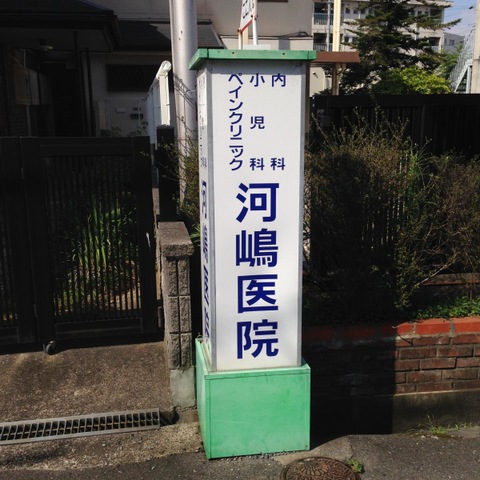 内科
小児科
ペインクリニック
河嶋医院